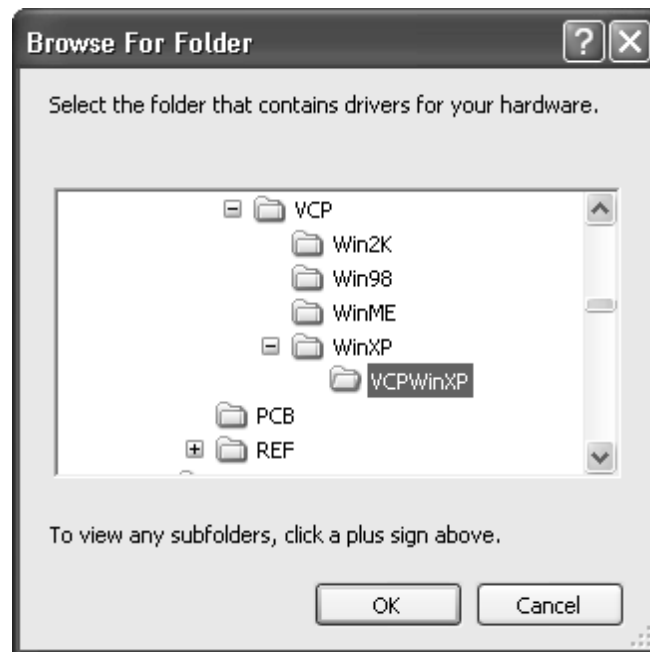 Browse For Folder
Select the folder that contains drivers for your hardware.
VCP
Win2K
Win98
WinME
WinXP
VCPWinXP
PCB
REF
To view any subfolders, click a plus sign above.
OK Cancel